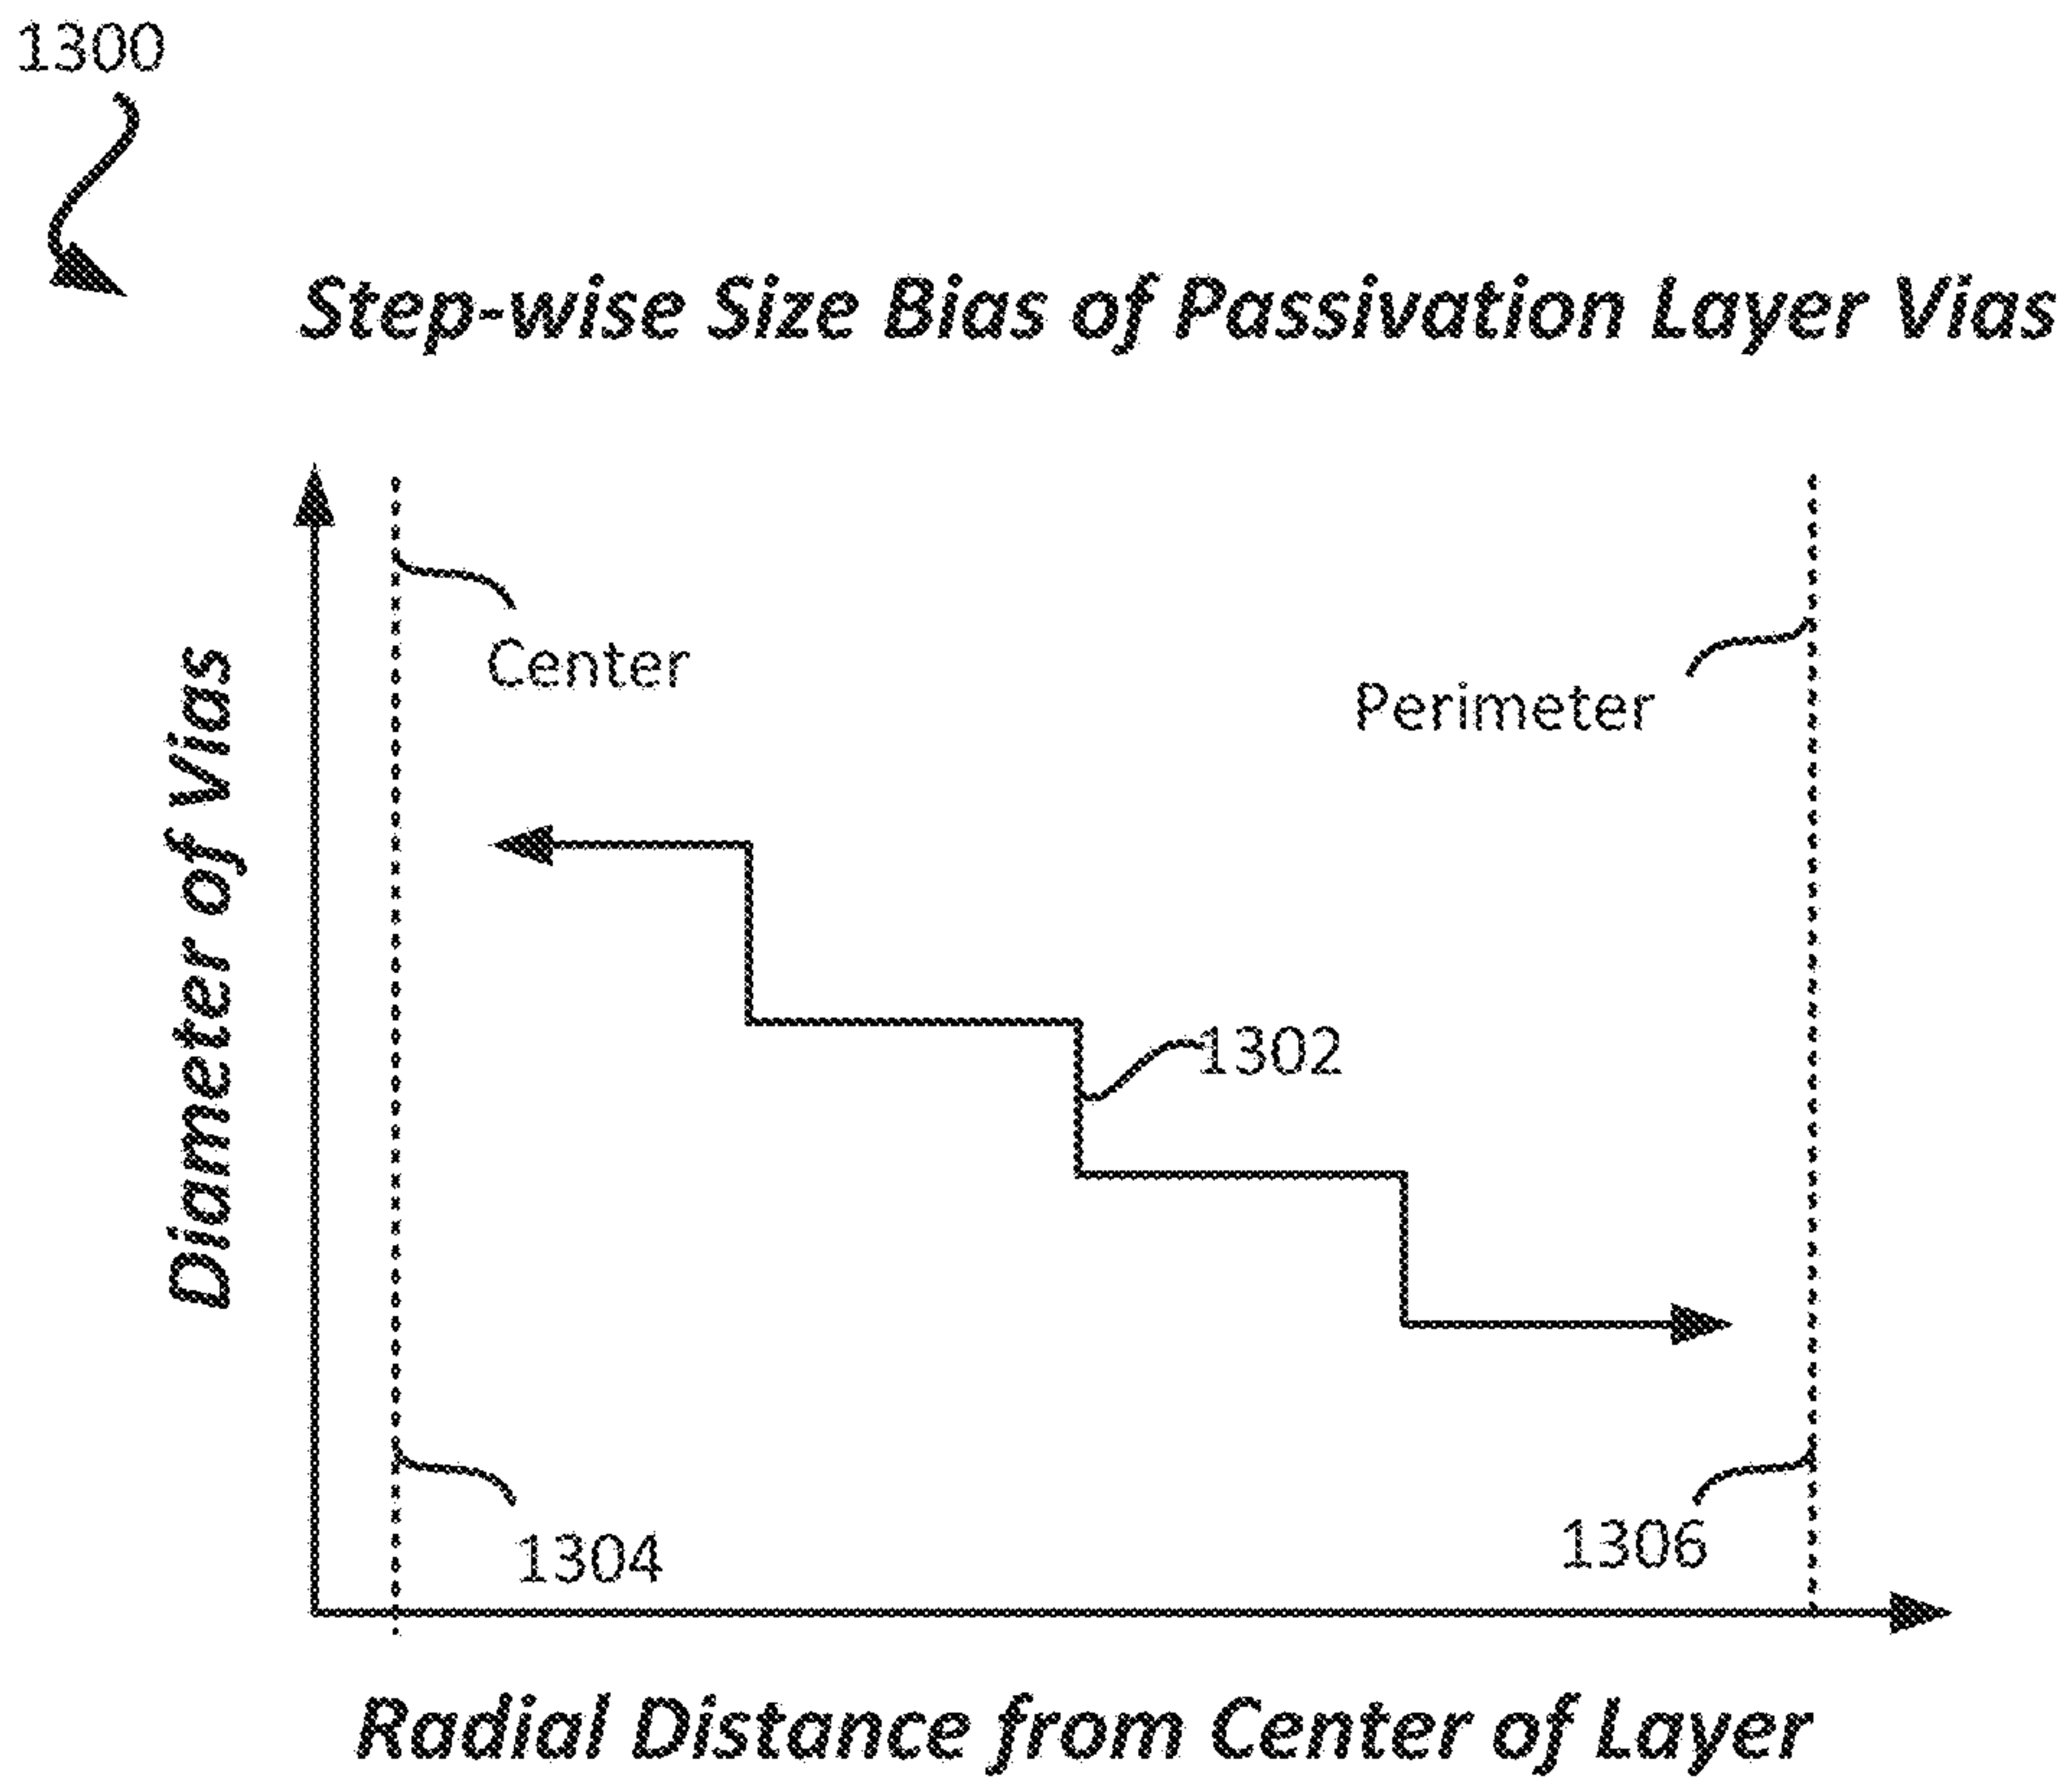 1300
Step-wise Size Bias of Passivation Layer Vias
Center
Perimeter
Diameter of Vias
1302
1304
1306
Radial Distance from Center of Layer